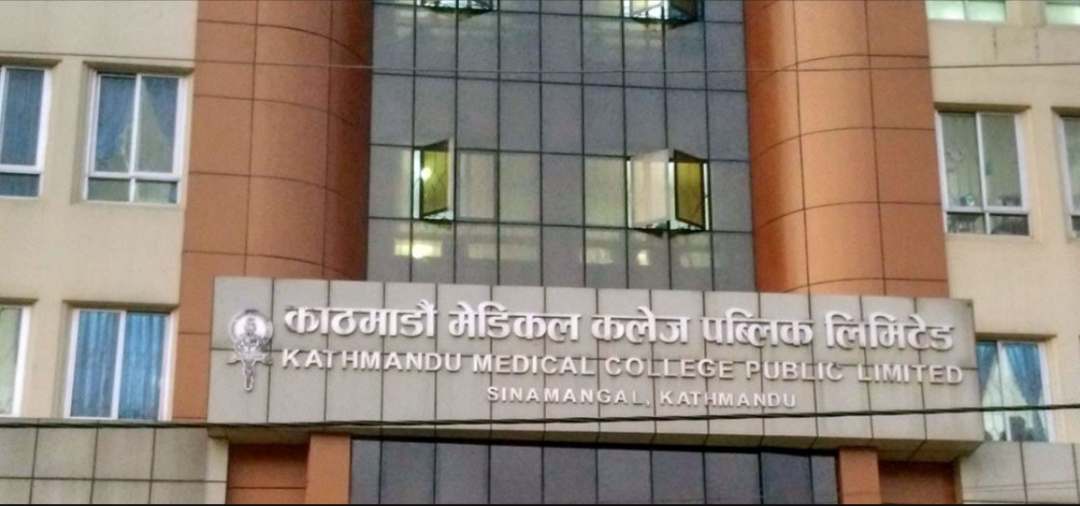 काठमाडौं मेडिकल कलेज पब्लिक लिमिटेड
KATHMANDU MEDICAL COLLEGE PUBLIC LIMITED
SINAMANGAL, KATHMANDU